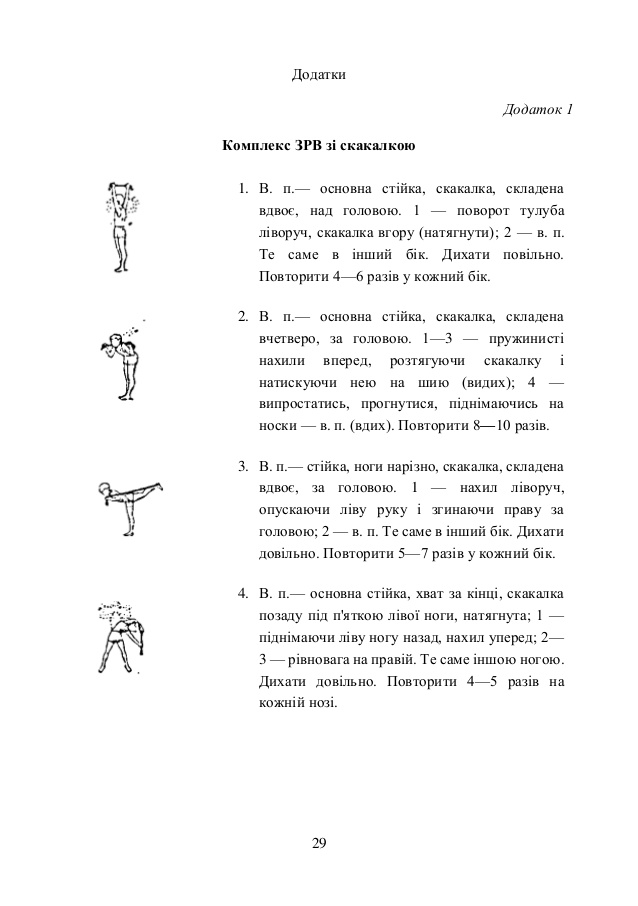 Додатки
Додаток 1
Комплекс ЗРВ зі скакалкою
1. В. п.— основна стійка, скакалка, складена
вдвоє, над головою. 1 — поворот тулуба
ліворуч, скакалка вгору (натягнути); 2 — в. п.
Те саме в інший бік. Дихати повільно.
Повторити 4—6 разів у кожний бік.
2. В. п.— основна стійка, скакалка, складена
вчетверо, за головою. 1—3 — пружинисті
нахили вперед, розтягуючи скакалку і
натискуючи нею на шию (видих); 4 —
випростатись, прогнутися, піднімаючись на
носки — в. п. (вдих). Повторити 8—10 разів.
3. В. п.— стійка, ноги нарізно, скакалка, складена
вдвоє, за головою. 1 — нахил ліворуч,
опускаючи ліву руку і згинаючи праву за
головою; 2 — в. п. Те саме в інший бік. Дихати
довільно. Повторити 5—7 разів у кожний бік.
4. В. п.— основна стійка, хват за кінці, скакалка
позаду під п'яткою лівої ноги, натягнута; 1 —
піднімаючи ліву ногу назад, нахил уперед; 2—
3 — рівновага на правій. Те саме іншою ногою.
Дихати довільно. Повторити 4—5 разів на
кожній нозі.
29